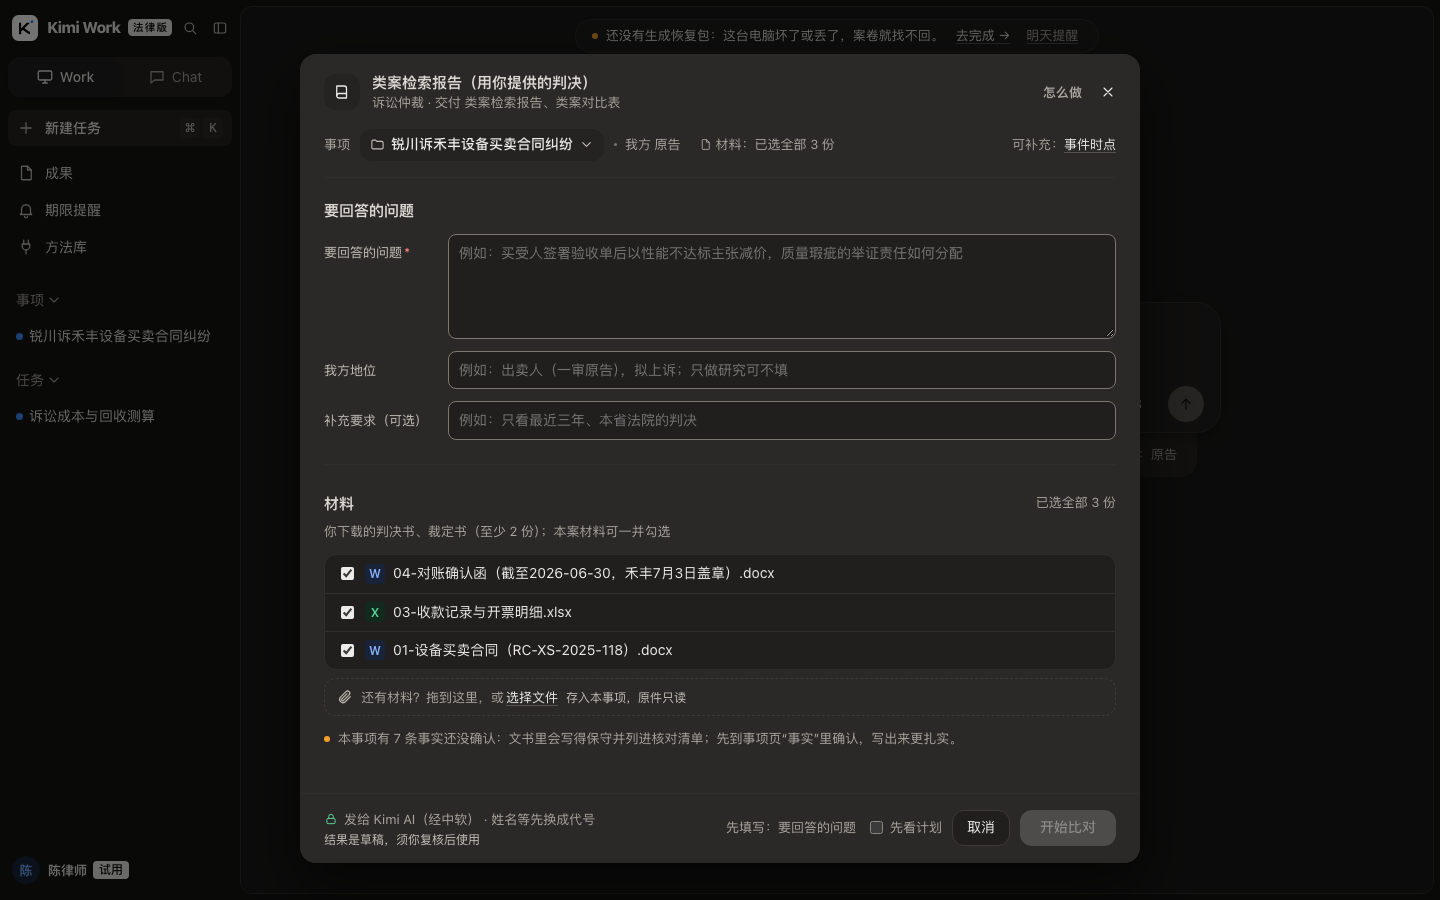 Kimi Work 法律版
Work
Chat
新建任务 ⌘ K
成果
期限提醒
方法库
事项
锐川诉禾丰设备买卖合同纠纷
任务
诉讼成本与回收测算
陈 陈律师 试用
还没有生成恢复包：这台电脑坏了或丢了，案卷就找不回。 去完成 → 明天提醒
类案检索报告（用你提供的判决）
诉讼仲裁 · 交付 类案检索报告、类案对比表
怎么做
事项 锐川诉禾丰设备买卖合同纠纷 • 我方 原告 材料：已选全部 3 份
可补充：事件时点
要回答的问题
要回答的问题*
例如：买受人签署验收单后以性能不达标主张减价，质量瑕疵的举证责任如何分配
我方地位
例如：出卖人（一审原告），拟上诉；只做研究可不填
补充要求（可选）
例如：只看最近三年、本省法院的判决
材料
已选全部 3 份
你下载的判决书、裁定书（至少 2 份）；本案材料可一并勾选
W 04-对账确认函（截至2026-06-30，禾丰7月3日盖章）.docx
X 03-收款记录与开票明细.xlsx
W 01-设备买卖合同（RC-XS-2025-118）.docx
还有材料？拖到这里，或 选择文件 存入本事项，原件只读
本事项有 7 条事实还没确认：文书里会写得保守并列进核对清单；先到事项页“事实”里确认，写出来更扎实。
发给 Kimi AI（经中软） · 姓名等先换成代号
结果是草稿，须你复核后使用
先填写：要回答的问题
先看计划
取消
开始比对
：原告